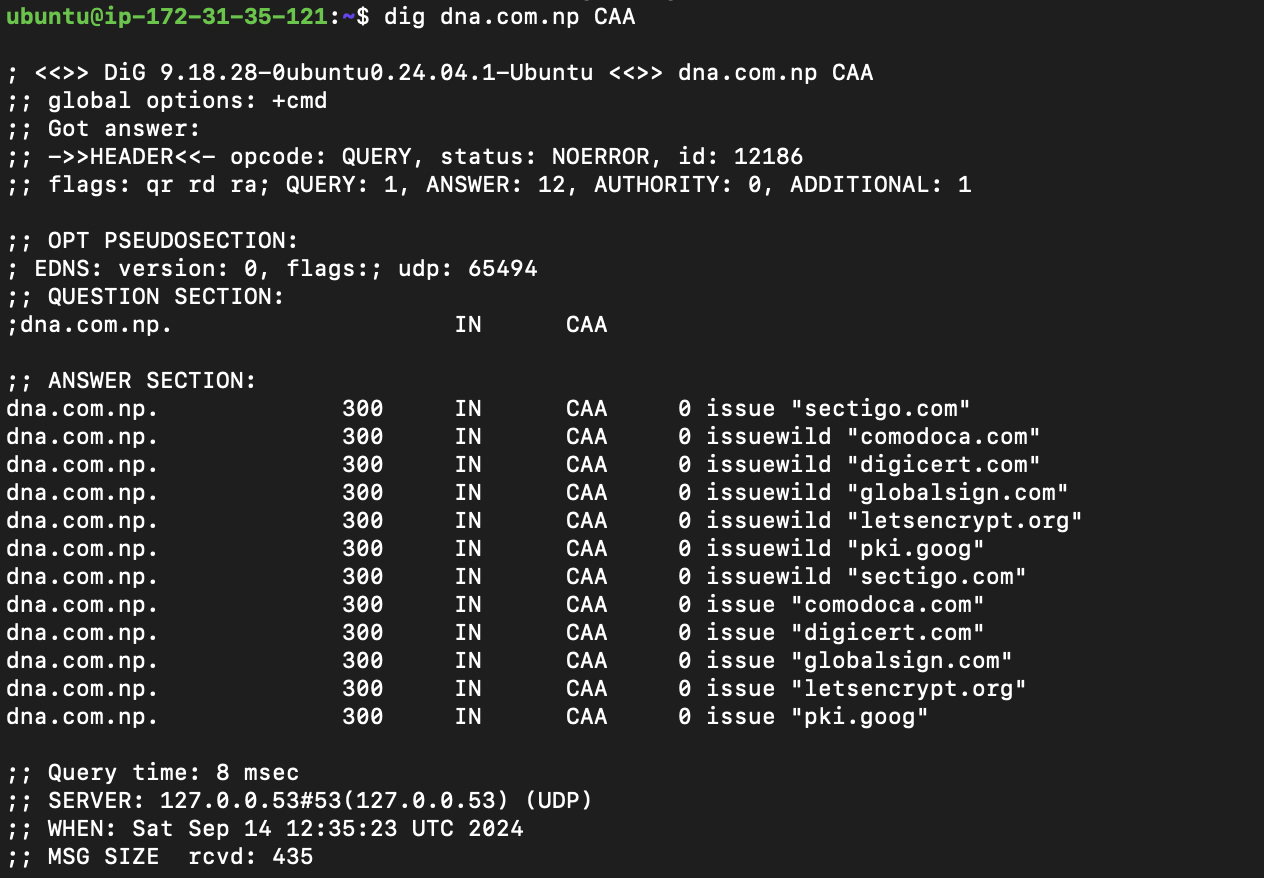 ubuntu@ip-172-31-35-121:~$ dig dna.com.np CAA
; <<>> DiG 9.18.28-0ubuntu0.24.04.1-Ubuntu <<>> dna.com.np CAA
;; global options: +cmd
;; Got answer:
;; ->>HEADER<<- opcode: QUERY, status: NOERROR, id: 12186
;; flags: qr rd ra; QUERY: 1, ANSWER: 12, AUTHORITY: 0, ADDITIONAL: 1
;; OPT PSEUDOSECTION:
; EDNS: version: 0, flags:; udp: 65494
;; QUESTION SECTION:
;dna.com.np. IN CAA
;; ANSWER SECTION:
dna.com.np. 300 IN CAA 0 issue "sectigo.com"
dna.com.np. 300 IN CAA 0 issuewild "comodoca.com"
dna.com.np. 300 IN CAA 0 issuewild "digicert.com"
dna.com.np. 300 IN CAA 0 issuewild "globalsign.com"
dna.com.np. 300 IN CAA 0 issuewild "letsencrypt.org"
dna.com.np. 300 IN CAA 0 issuewild "pki.goog"
dna.com.np. 300 IN CAA 0 issuewild "sectigo.com"
dna.com.np. 300 IN CAA 0 issue "comodoca.com"
dna.com.np. 300 IN CAA 0 issue "digicert.com"
dna.com.np. 300 IN CAA 0 issue "globalsign.com"
dna.com.np. 300 IN CAA 0 issue "letsencrypt.org"
dna.com.np. 300 IN CAA 0 issue "pki.goog"
;; Query time: 8 msec
;; SERVER: 127.0.0.53#53(127.0.0.53) (UDP)
;; WHEN: Sat Sep 14 12:35:23 UTC 2024
;; MSG SIZE  rcvd: 435